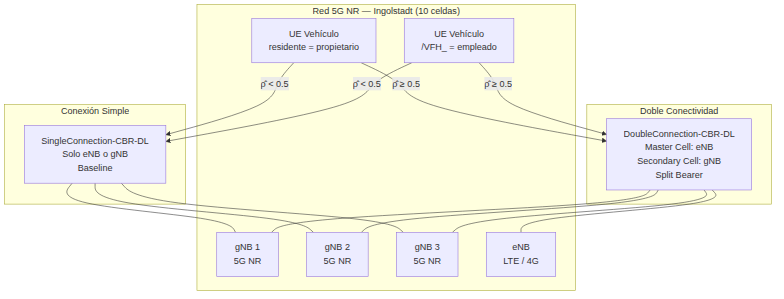 Red 5G NR — Ingolstadt (10 celdas)
UE Vehículo
residente = propietario
UE Vehículo
/VFH_ = empleado
ρ̂ < 0.5
ρ̂ < 0.5
ρ̂ ≥ 0.5
ρ̂ ≥ 0.5
Conexión Simple
SingleConnection-CBR-DL
Solo eNB o gNB
Baseline
Doble Conectividad
DoubleConnection-CBR-DL
Master Cell: eNB
Secondary Cell: gNB
Split Bearer
gNB 1
5G NR
gNB 2
5G NR
gNB 3
5G NR
eNB
LTE / 4G